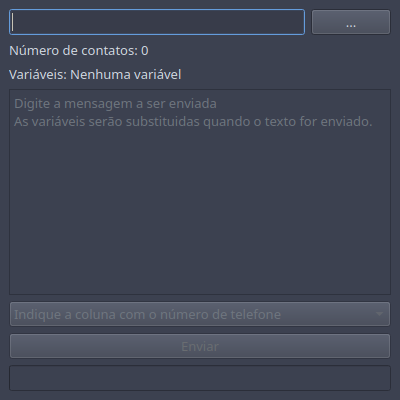 ...
Número de contatos: 0
Variáveis: Nenhuma variável
Digite a mensagem a ser enviada
As variáveis serão substituidas quando o texto for enviado.
Indique a coluna com o número de telefone
Enviar